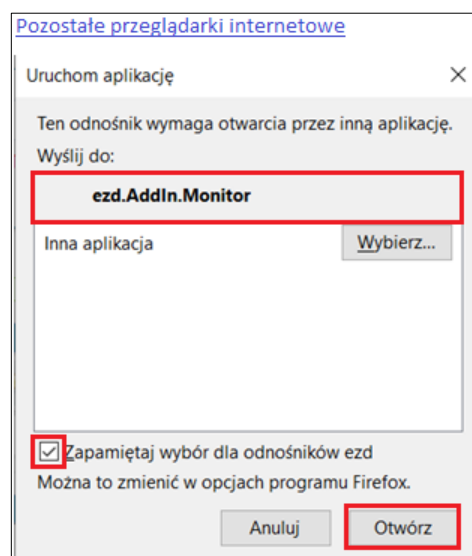 Pozostałe przeglądarki internetowe
Uruchom aplikację
Ten odnośnik wymaga otwarcia przez inną aplikację.
Wyślij do:
ezd.AddIn.Monitor
Inna aplikacja
Wybierz...
Zapamiętaj wybór dla odnośników ezd
Można to zmienić w opcjach programu Firefox.
Anuluj
Otwórz